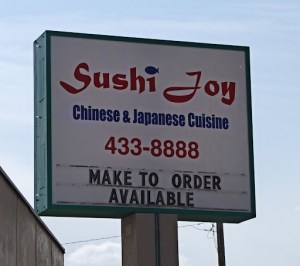 Sushi Joy
Chinese & Japanese Cuisine
433-8888
MAKE TO ORDER
AVAILABLE